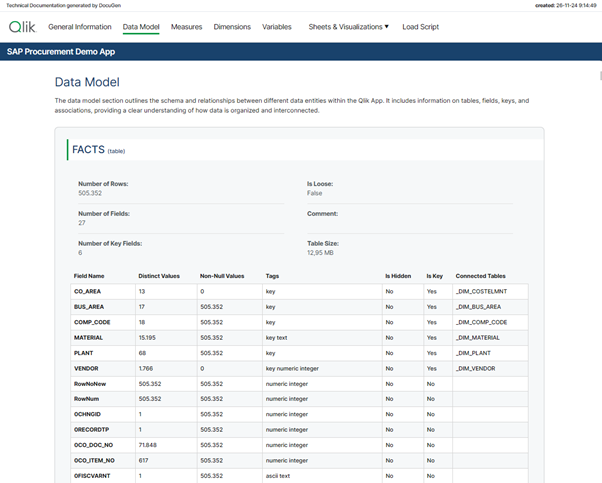 Technical Documentation generated by DocuGen created: 26-11-24 9:14:49
Qlik General Information Data Model Measures Dimensions Variables Sheets & Visualizations ▼ Load Script
SAP Procurement Demo App
Data Model
The data model section outlines the schema and relationships between different data entities within the Qlik App. It includes information on tables, fields, keys, and
associations, providing a clear understanding of how data is organized and interconnected.
FACTS (table)
Number of Rows: Is Loose:
505.352 False
Number of Fields: Comment:
27
Number of Key Fields: Table Size:
6 12,95 MB
Field Name Distinct Values Non-Null Values Tags Is Hidden Is Key Connected Tables
CO_AREA 13 0 key No Yes _DIM_COSTELMNT
BUS_AREA 17 505.352 key No Yes _DIM_BUS_AREA
COMP_CODE 18 505.352 key No Yes _DIM_COMP_CODE
MATERIAL 15.195 505.352 key text No Yes _DIM_MATERIAL
PLANT 68 505.352 key No Yes _DIM_PLANT
VENDOR 1.766 0 key numeric integer No Yes _DIM_VENDOR
RowNoNew 505.352 505.352 numeric integer No No
RowNum 505.352 505.352 numeric integer No No
0CHNGID 1 505.352 numeric integer No No
0RECORDTP 1 505.352 numeric integer No No
0CO_DOC_NO 71.848 505.352 numeric integer No No
0CO_ITEM_NO 617 505.352 numeric integer No No
0FISCVARNT 1 505.352 ascii text No No